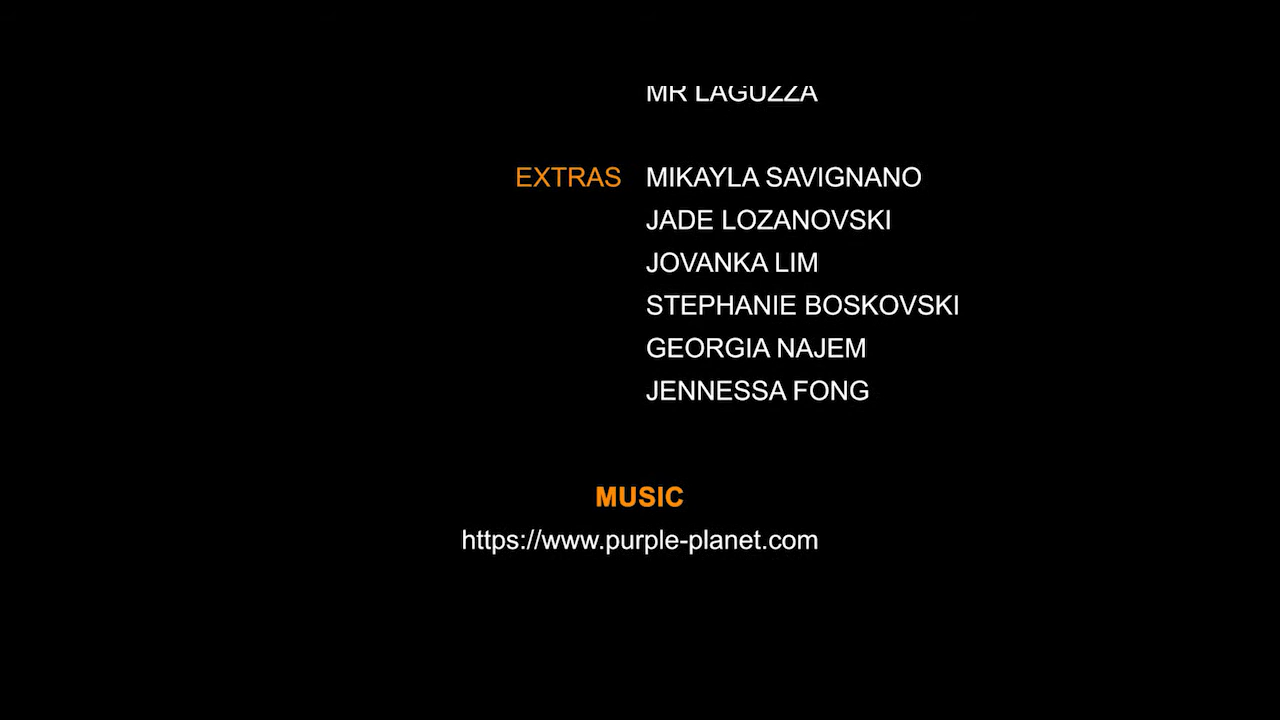 MR LAGUZZA
EXTRAS MIKAYLA SAVIGNANO
JADE LOZANOVSKI
JOVANKA LIM
STEPHANIE BOSKOVSKI
GEORGIA NAJEM
JENNESSA FONG
MUSIC
https://www.purple-planet.com